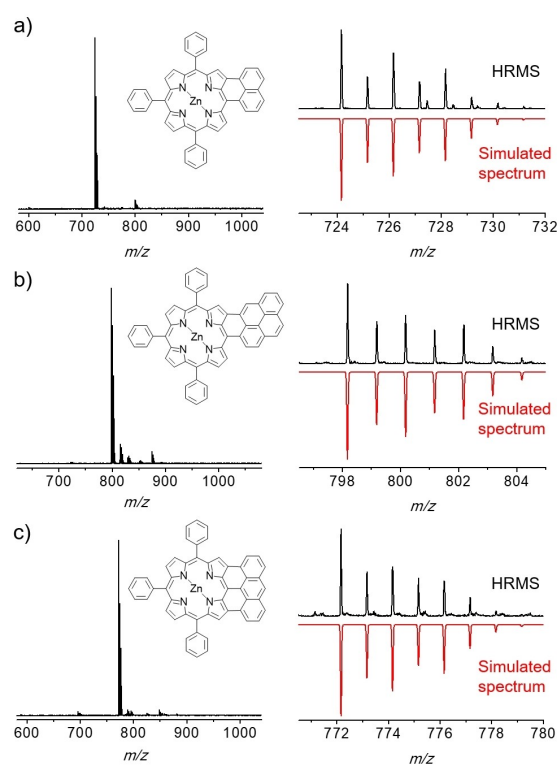 a)
N
N
N
N
Zn
HRMS
Simulated
spectrum
600 700 800 900 1000
m/z
724 726 728 730 732
m/z
b)
N
N
N
N
Zn
HRMS
Simulated
spectrum
700 800 900 1000
m/z
798 800 802 804
m/z
c)
N
N
N
N
Zn
HRMS
Simulated
spectrum
600 700 800 900 1000
m/z
772 774 776 778 780
m/z